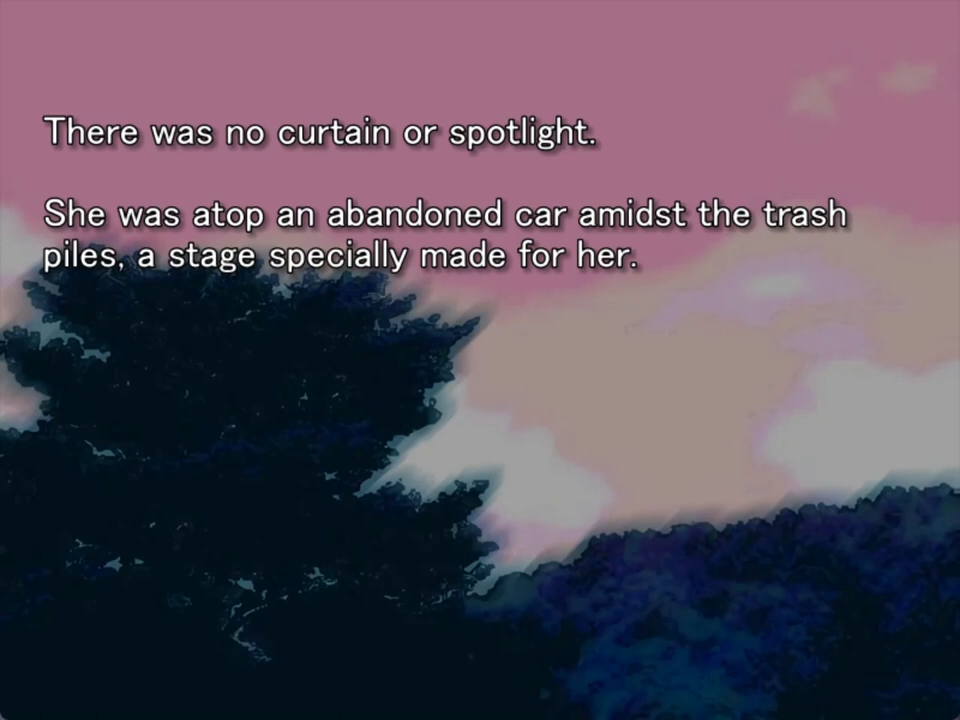 There was no curtain or spotlight.
She was atop an abandoned car amidst the trash
piles, a stage specially made for her.